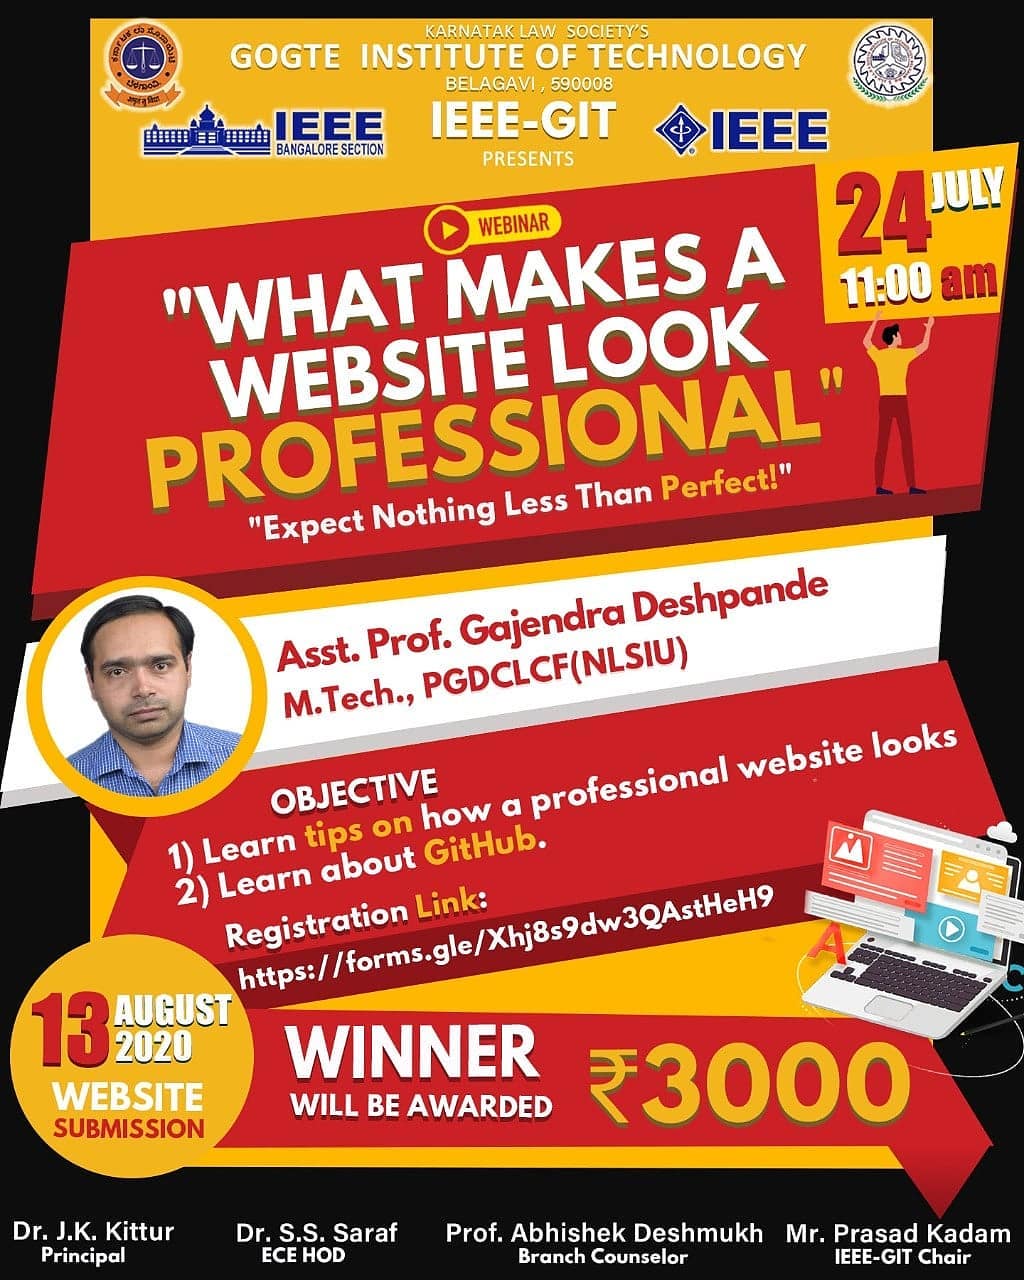 KARNATAK LAW SOCIETY'S
GOGTE INSTITUTE OF TECHNOLOGY
BELAGAVI , 590008
IEEE
BANGALORE SECTION
IEEE-GIT
IEEE
PRESENTS
WEBINAR
24 JULY
11:00 am
"WHAT MAKES A
WEBSITE LOOK
PROFESSIONAL"
"Expect Nothing Less Than Perfect!"
Asst. Prof. Gajendra Deshpande
M.Tech., PGDCLCF(NLSIU)
OBJECTIVE
1) Learn tips on how a professional website looks
2) Learn about GitHub.
Registration Link:
https://forms.gle/Xhj8s9dw3QAstHeH9
A
C
13 AUGUST
2020
WEBSITE
SUBMISSION
WINNER
WILL BE AWARDED
₹3000
Dr. J.K. Kittur
Principal
Dr. S.S. Saraf
ECE HOD
Prof. Abhishek Deshmukh
Branch Counselor
Mr. Prasad Kadam
IEEE-GIT Chair